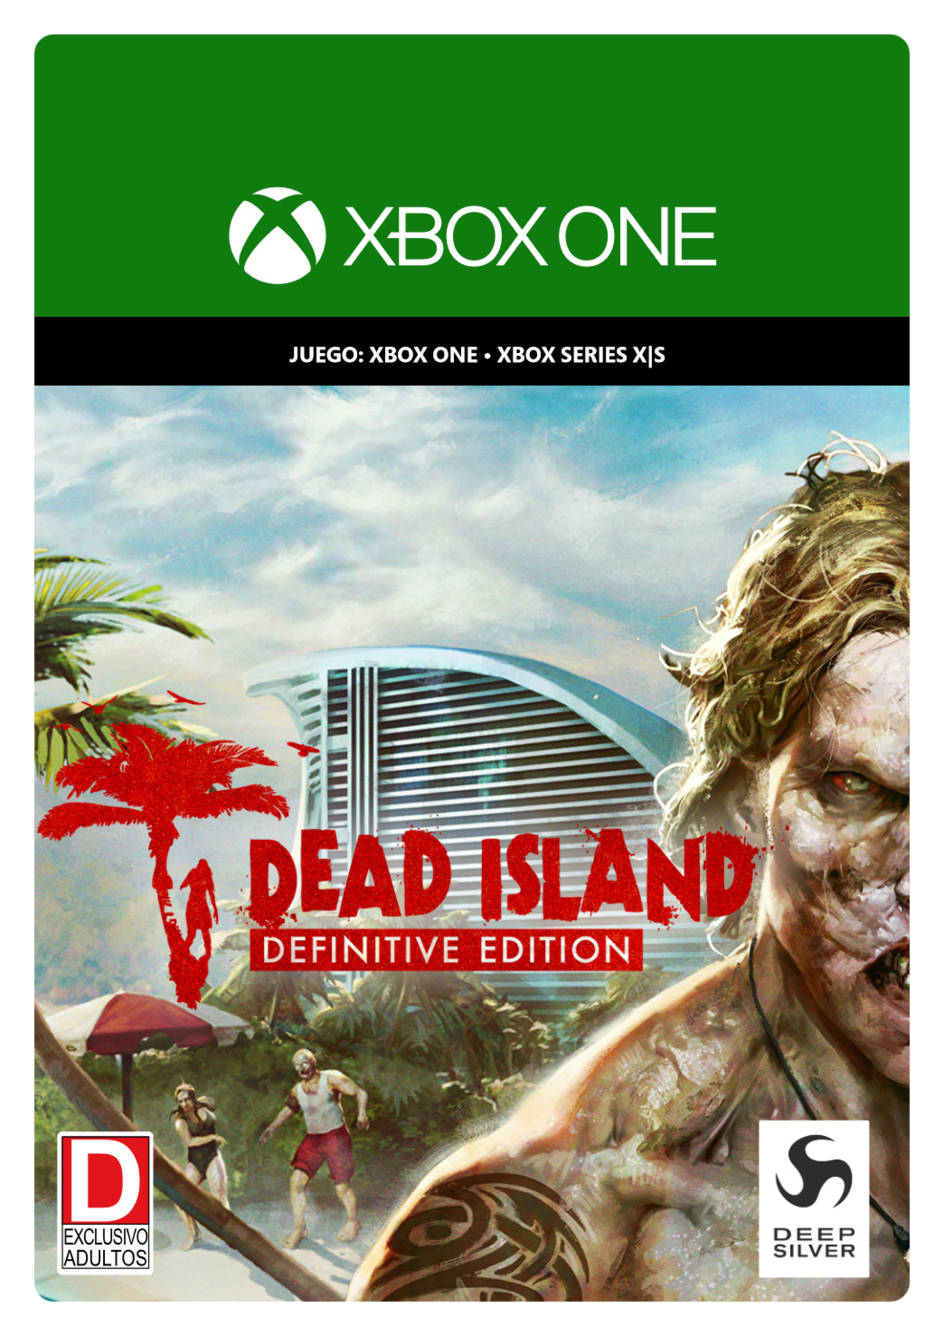 XBOX ONE
JUEGO: XBOX ONE • XBOX SERIES X|S
DEAD ISLAND
DEFINITIVE EDITION
D
EXCLUSIVO
ADULTOS
DEEP
SILVER